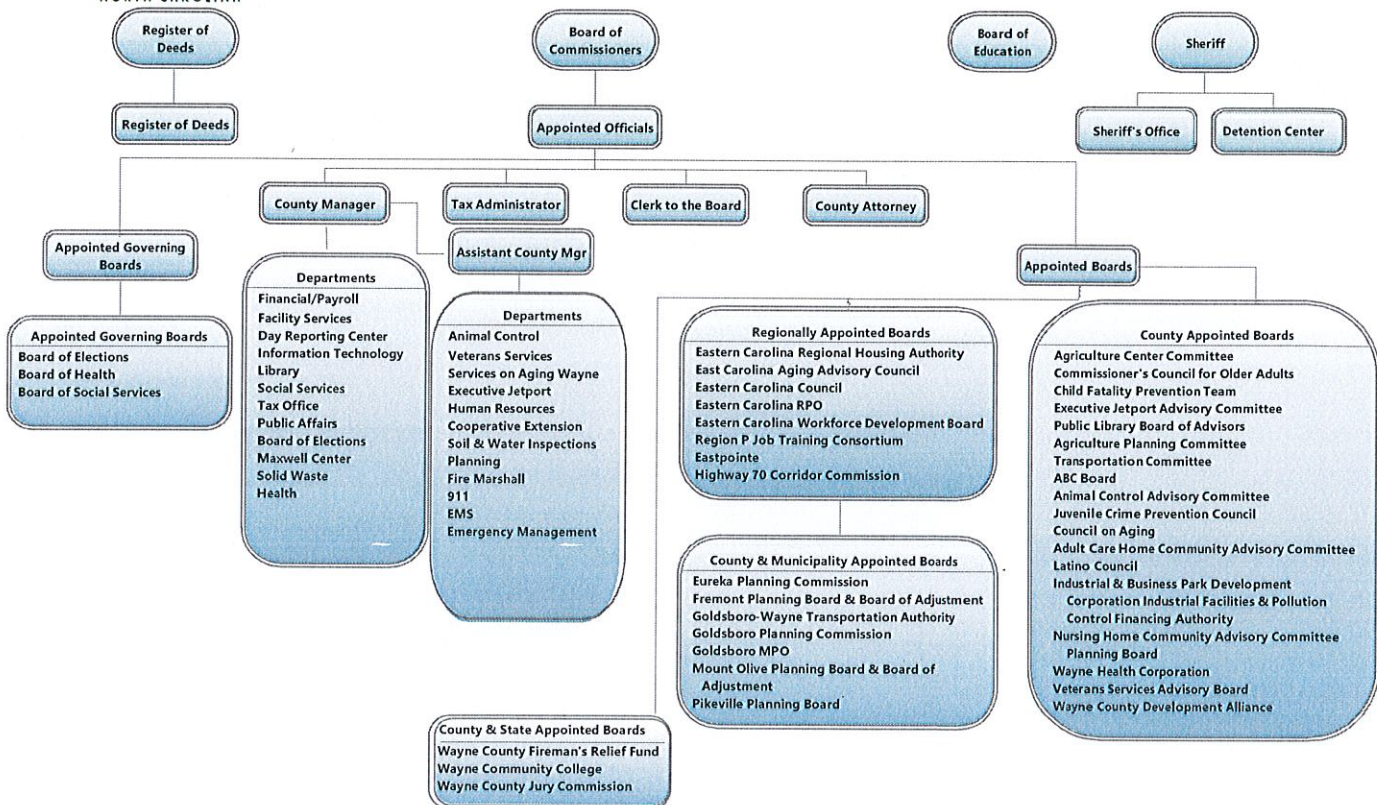 Register of
Deeds
Board of
Commissioners
Board of
Education
Sheriff
Register of Deeds
Appointed Officials
Sheriff's Office
Detention Center
County Manager
Tax Administrator
Clerk to the Board
County Attorney
Appointed Governing
Boards
Assistant County Mgr
Appointed Boards
Appointed Governing Boards
Board of Elections
Board of Health
Board of Social Services
Departments
Financial/Payroll
Facility Services
Day Reporting Center
Information Technology
Library
Social Services
Tax Office
Public Affairs
Board of Elections
Maxwell Center
Solid Waste
Health
Departments
Animal Control
Veterans Services
Services on Aging Wayne
Executive Jetport
Human Resources
Cooperative Extension
Soil & Water Inspections
Planning
Fire Marshall
911
EMS
Emergency Management
Regionally Appointed Boards
Eastern Carolina Regional Housing Authority
East Carolina Aging Advisory Council
Eastern Carolina Council
Eastern Carolina RPO
Eastern Carolina Workforce Development Board
Region P Job Training Consortium
Eastpointe
Highway 70 Corridor Commission
County & Municipality Appointed Boards
Eureka Planning Commission
Fremont Planning Board & Board of Adjustment
Goldsboro-Wayne Transportation Authority
Goldsboro Planning Commission
Goldsboro MPO
Mount Olive Planning Board & Board of
Adjustment
Pikeville Planning Board
County & State Appointed Boards
Wayne County Fireman's Relief Fund
Wayne Community College
Wayne County Jury Commission
County Appointed Boards
Agriculture Center Committee
Commissioner's Council for Older Adults
Child Fatality Prevention Team
Executive Jetport Advisory Committee
Public Library Board of Advisors
Agriculture Planning Committee
Transportation Committee
ABC Board
Animal Control Advisory Committee
Juvenile Crime Prevention Council
Council on Aging
Adult Care Home Community Advisory Committee
Latino Council
Industrial & Business Park Development
Corporation Industrial Facilities & Pollution
Control Financing Authority
Nursing Home Community Advisory Committee
Planning Board
Wayne Health Corporation
Veterans Services Advisory Board
Wayne County Development Alliance